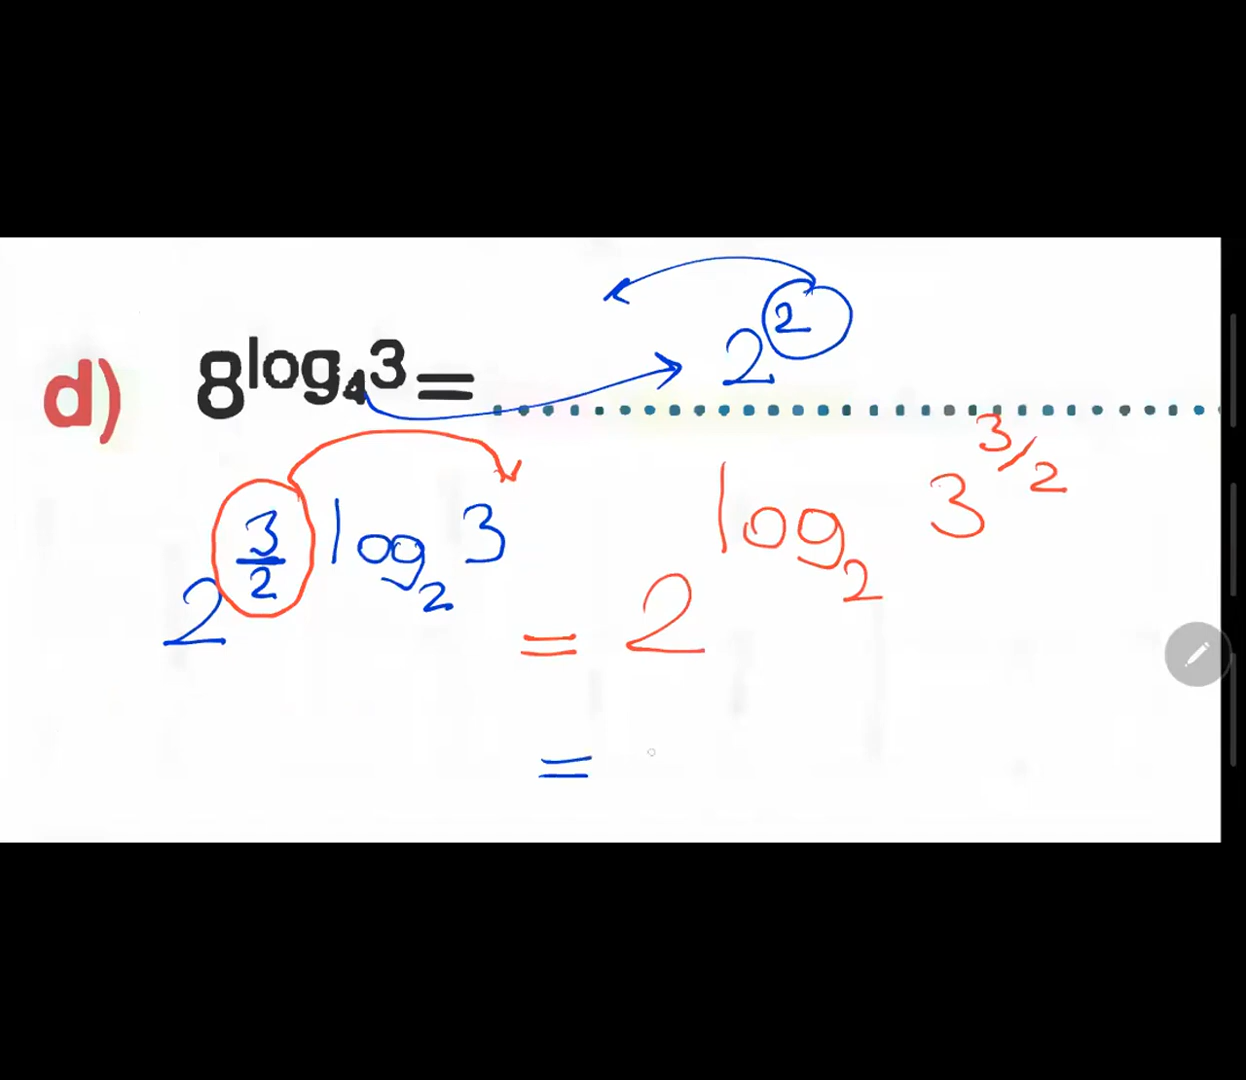 d) 8^log₄3 =
2^2
2^(3/2 log₂ 3) = 2^(log₂ 3^3/2)
=